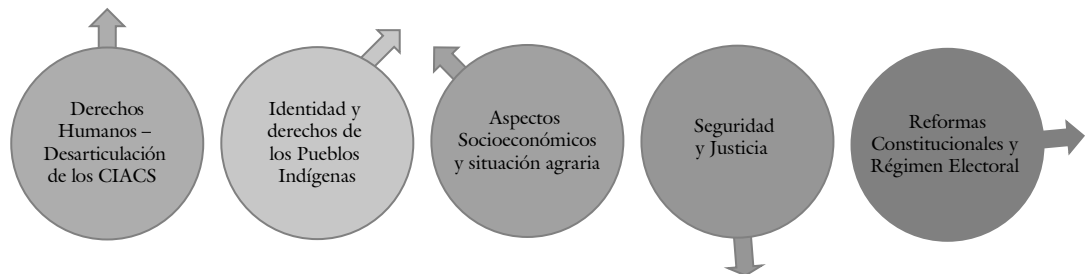 Derechos
Humanos –
Desarticulación
de los CIACS
Identidad y
derechos de
los Pueblos
Indígenas
Aspectos
Socioeconómicos
y situación agraria
Seguridad
y Justicia
Reformas
Constitucionales y
Régimen Electoral